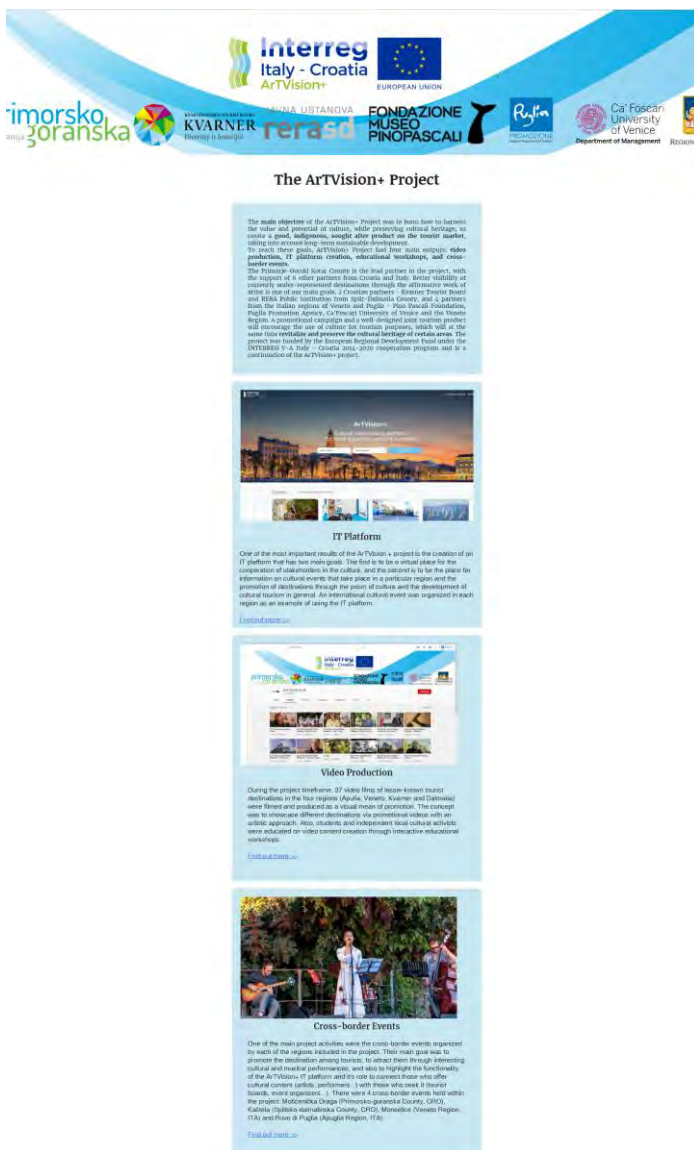 Interreg
Italy - Croatia
ArTVision+
EUROPEAN UNION
rimorsko
goranska
KVARNER
Diversity is beautiful
JAVNA USTANOVA
rerasd
FONDAZIONE
MUSEO
PINOPASCALI
Puglia
PROMOZIONE
Ca' Foscari
University
of Venice
Department of Management
The ArTVision+ Project
The main objective of the ArTVision+ Project was to learn how to harness
the value and potential of culture, while preserving cultural heritage, to
create a good, indigenous, sought after product on the tourist market,
taking into account long-term sustainable development.
To reach these goals, ArTVision+ Project had four main outputs: video
production, IT platform creation, educational workshops, and cross-
border events.
The Primorje-Gorski Kotar County is the lead partner in the project, with
the support of 6 other partners from Croatia and Italy. Better visibility of
currently under-represented destinations through the affirmative work of
artist is one of our main goals. 2 Croatian partners - Kvarner Tourist Board
and RERA Public Institution from Split-Dalmatia County, and 4 partners
from the Italian regions of Veneto and Puglia - Pino Pascali Foundation,
Puglia Promotion Agency, Ca'Foscari University of Venice and the Veneto
Region. A promotional campaign and a well-designed joint tourism product
will encourage the use of culture for tourism purposes, which will at the
same time revitalize and preserve the cultural heritage of certain areas. The
project was funded by the European Regional Development Fund under the
INTERREG V-A Italy - Croatia 2014-2020 cooperation program and is a
continuation of the ArTVision+ project.
ArTVision+
IT Platform
One of the most important results of the ArTVision + project is the creation of an
IT platform that has two main goals. The first is to be a virtual place for the
cooperation of stakeholders in the culture, and the second is to be the place for
information on cultural events that take place in a particular region and the
promotion of destinations through the prism of culture and the development of
cultural tourism in general. An international cultural event was organized in each
region as an example of using the IT platform.
Find out more >>
Interreg
Italy - Croatia
primorsko
goranska
KVARNER
Video Production
During the project timeframe, 37 video films of lesser-known tourist
destinations in the four regions (Apulia, Veneto, Kvarner and Dalmatia)
were filmed and produced as a visual mean of promotion. The concept
was to showcase different destinations via promotional videos with an
artistic approach. Also, students and independent local cultural activists
were educated on video content creation through interactive educational
workshops.
Find out more >>
Cross-border Events
One of the main project activities were the cross-border events organized
by each of the regions included in the project. Their main goal was to
promote the destination among tourists, to attract them through interesting
cultural and musical performances, and also to highlight the functionality
of the ArTVision+ IT platform and it's role to connect those who offer
cultural content (artists, performers...) with those who seek it (tourist
boards, event organizers...). There were 4 cross-border events held within
the project: Mošćenička Draga (Primorsko-goranska County, CRO),
Kaštela (Splitsko-dalmatinska County, CRO), Monselice (Veneto Region,
ITA) and Ruvo di Puglia (Apuglia Region, ITA)
Find out more >>